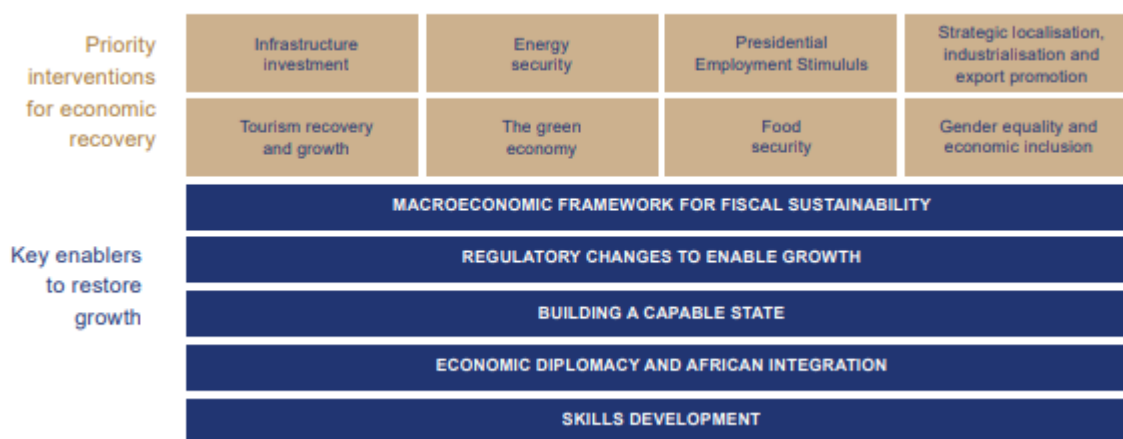 Priority
interventions
for economic
recovery
Infrastructure
investment
Energy
security
Presidential
Employment Stimululs
Strategic localisation,
industrialisation and
export promotion
Tourism recovery
and growth
The green
economy
Food
security
Gender equality and
economic inclusion
Key enablers
to restore
growth
MACROECONOMIC FRAMEWORK FOR FISCAL SUSTAINABILITY
REGULATORY CHANGES TO ENABLE GROWTH
BUILDING A CAPABLE STATE
ECONOMIC DIPLOMACY AND AFRICAN INTEGRATION
SKILLS DEVELOPMENT